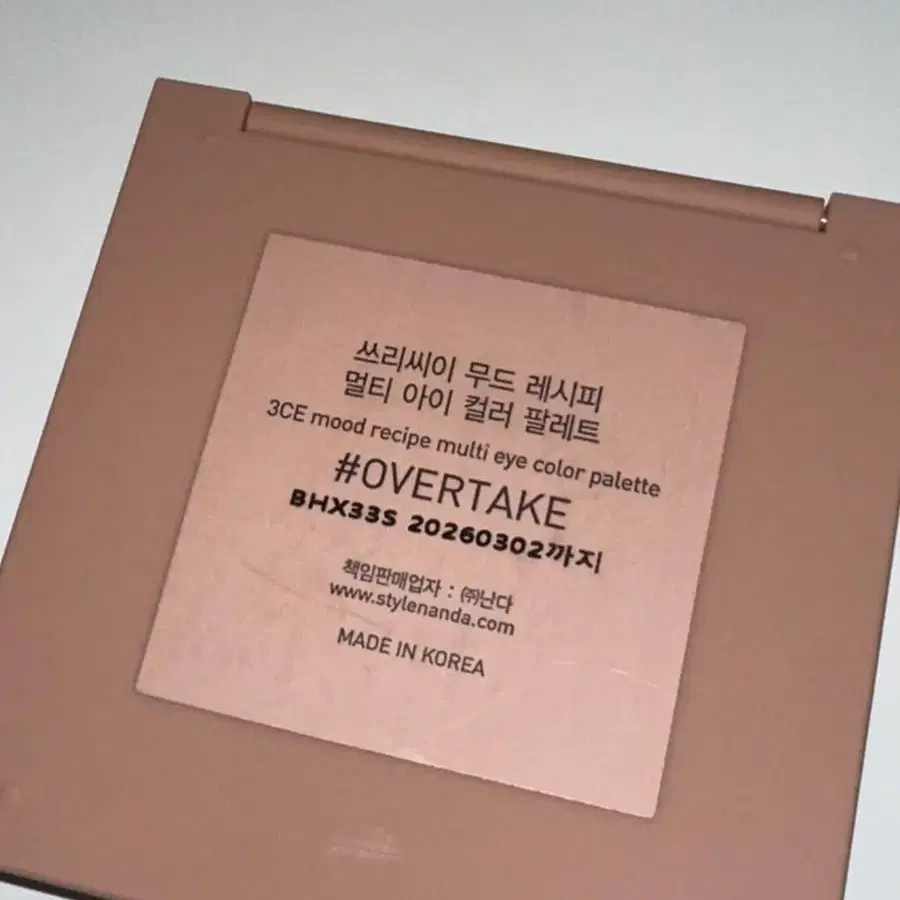 쓰리씨이 무드 레시피
멀티 아이 컬러 팔레트
3CE mood recipe multi eye color palette
#OVERTAKE
BHX33S 20260302까지
책임판매업자 : ㈜난다
www.stylenanda.com
MADE IN KOREA